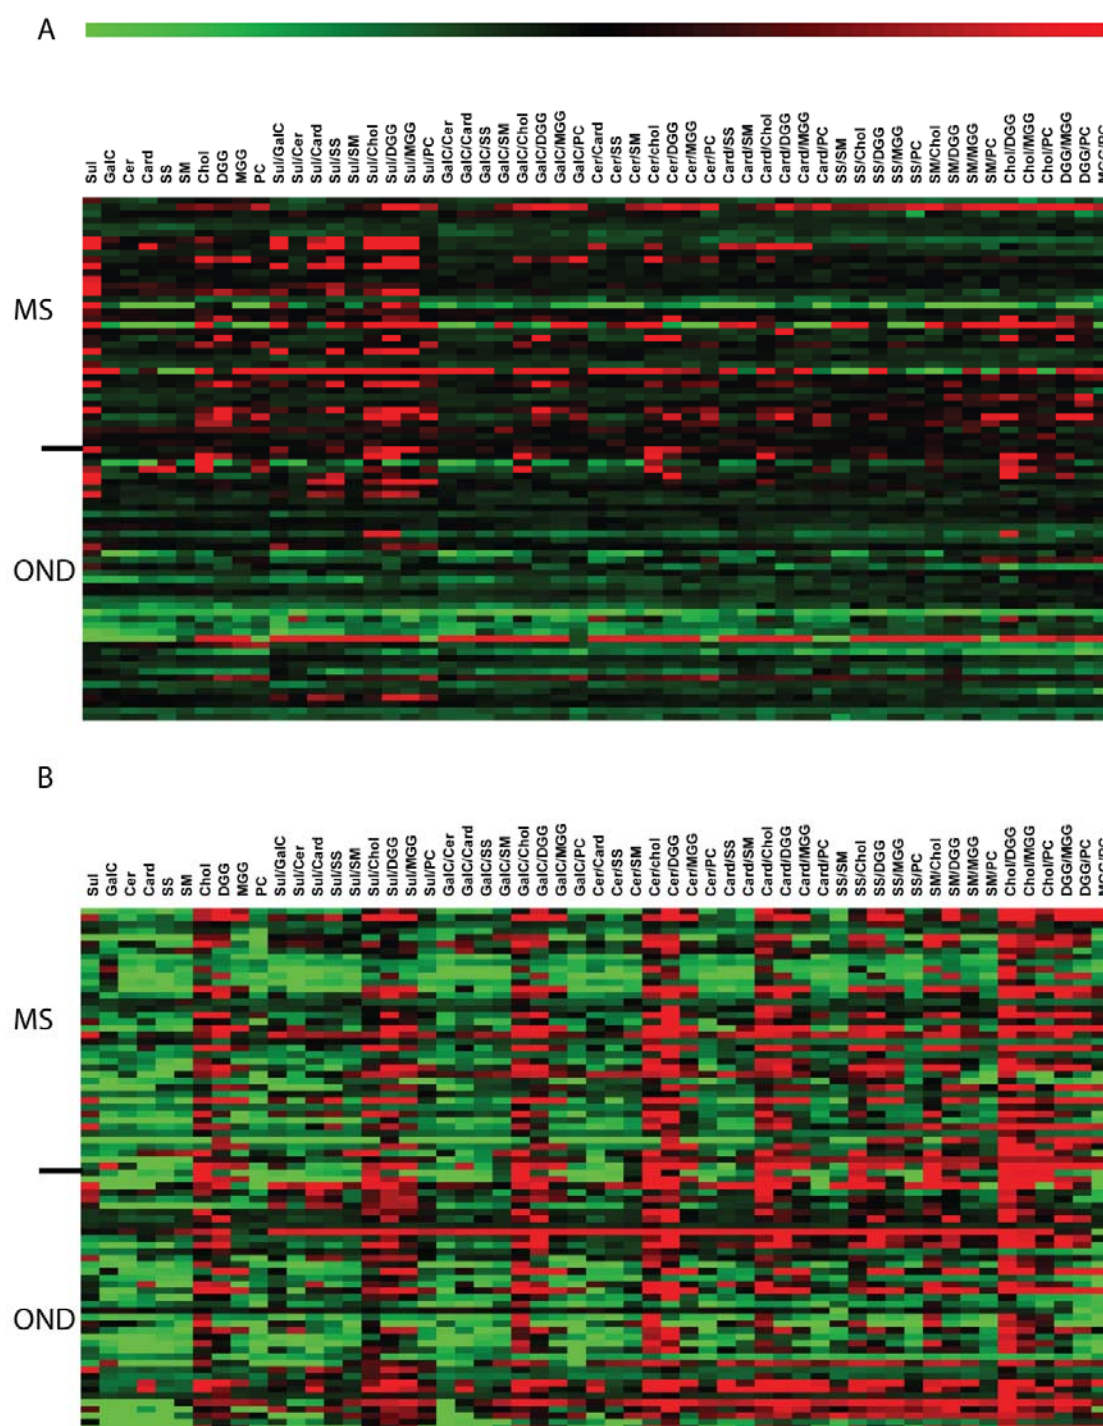 A
Sul GalC Cer Card SS SM Chol DGG MGG PC Sul/GalC Sul/Cer Sul/Card Sul/SS Sul/SM Sul/Chol Sul/DGG Sul/MGG Sul/PC GalC/Cer GalC/Card GalC/SS GalC/SM GalC/Chol GalC/DGG GalC/MGG GalC/PC Cer/Card Cer/SS Cer/SM Cer/chol Cer/DGG Cer/MGG Cer/PC Card/SS Card/SM Card/Chol Card/DGG Card/MGG Card/PC SS/SM SS/Chol SS/DGG SS/MGG SS/PC SM/Chol SM/DGG SM/MGG SM/PC Chol/DGG Chol/MGG Chol/PC DGG/MGG DGG/PC MGG/PC
MS
OND
B
Sul GalC Cer Card SS SM Chol DGG MGG PC Sul/GalC Sul/Cer Sul/Card Sul/SS Sul/SM Sul/Chol Sul/DGG Sul/MGG Sul/PC GalC/Cer GalC/Card GalC/SS GalC/SM GalC/Chol GalC/DGG GalC/MGG GalC/PC Cer/Card Cer/SS Cer/SM Cer/chol Cer/DGG Cer/MGG Cer/PC Card/SS Card/SM Card/Chol Card/DGG Card/MGG Card/PC SS/SM SS/Chol SS/DGG SS/MGG SS/PC SM/Chol SM/DGG SM/MGG SM/PC Chol/DGG Chol/MGG Chol/PC DGG/MGG DGG/PC MGG/PC
MS
OND